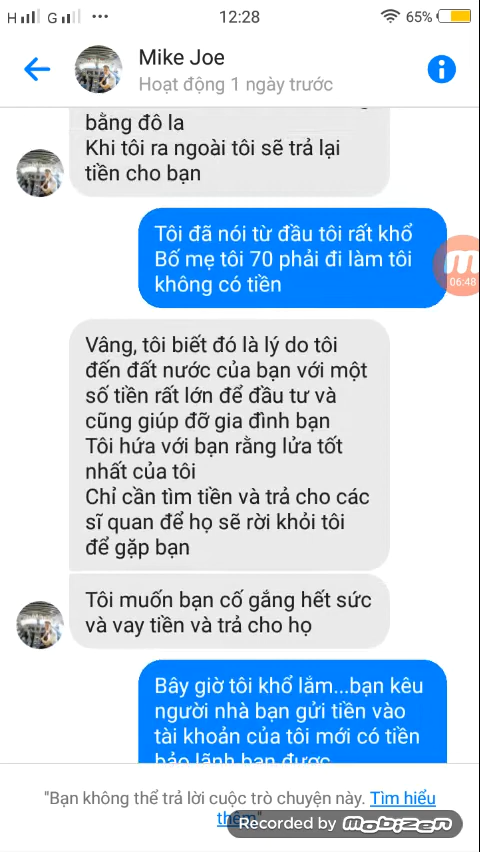 H G ... 12:28 65%
Mike Joe
Hoạt động 1 ngày trước
bằng đô la
Khi tôi ra ngoài tôi sẽ trả lại
tiền cho bạn
Tôi đã nói từ đầu tôi rất khổ
Bố mẹ tôi 70 phải đi làm tôi
không có tiền
06:48
Vâng, tôi biết đó là lý do tôi
đến đất nước của bạn với một
số tiền rất lớn để đầu tư và
cũng giúp đỡ gia đình bạn
Tôi hứa với bạn rằng lửa tốt
nhất của tôi
Chỉ cần tìm tiền và trả cho các
sĩ quan để họ sẽ rời khỏi tôi
để gặp bạn
Tôi muốn bạn cố gắng hết sức
và vay tiền và trả cho họ
Bây giờ tôi khổ lắm...bạn kêu
người nhà bạn gửi tiền vào
tài khoản của tôi mới có tiền
bảo lãnh bạn được
"Bạn không thể trả lời cuộc trò chuyện này. Tìm hiểu
thêm"
Recorded by mobizen